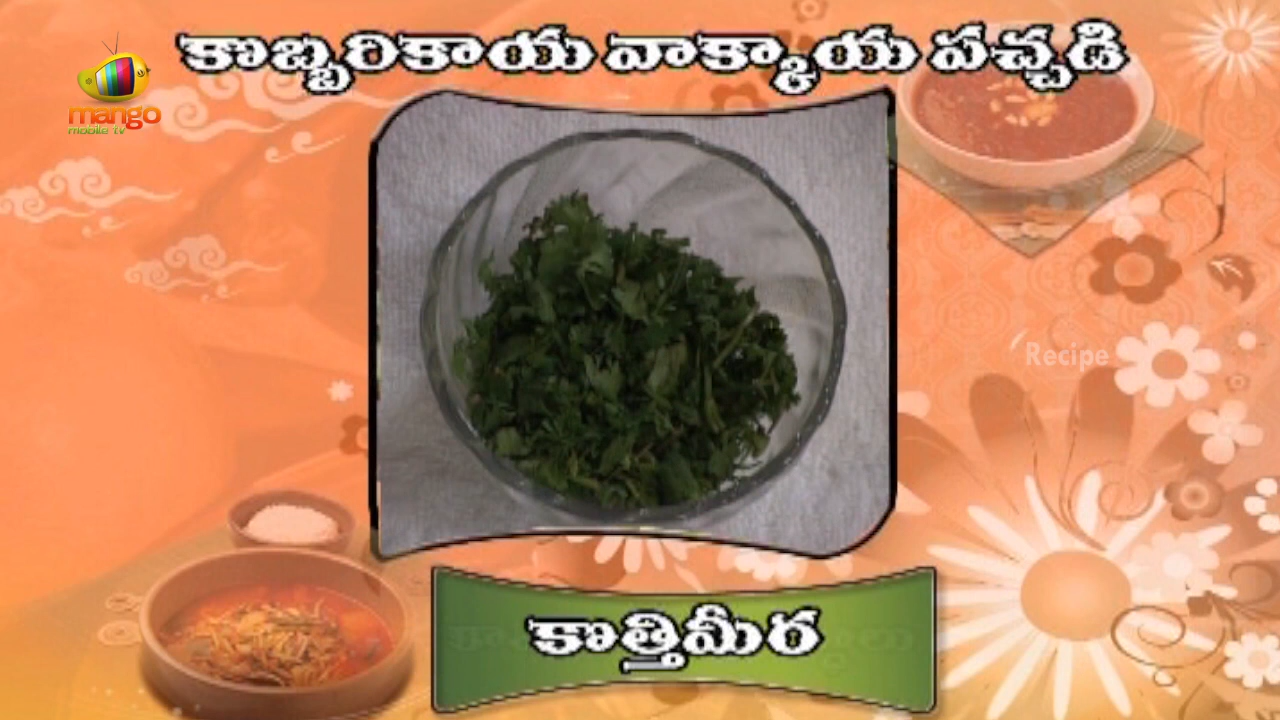 కొబ్బరికాయ వాక్కాయ పచ్చడి
mango
mobile tv
Recipe
కొత్తిమీర